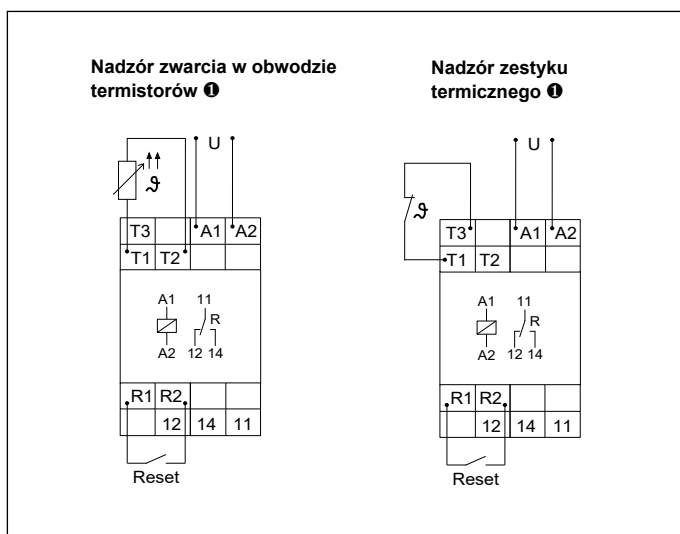 Nadzór zwarcia w obwodzie
termistorów ❶
U
ϑ
T3 A1 A2
T1 T2
A1 11
R
A2 12 14
R1 R2
12 14 11
Reset
Nadzór zestyku
termicznego ❶
U
ϑ
T3 A1 A2
T1 T2
A1 11
R
A2 12 14
R1 R2
12 14 11
Reset